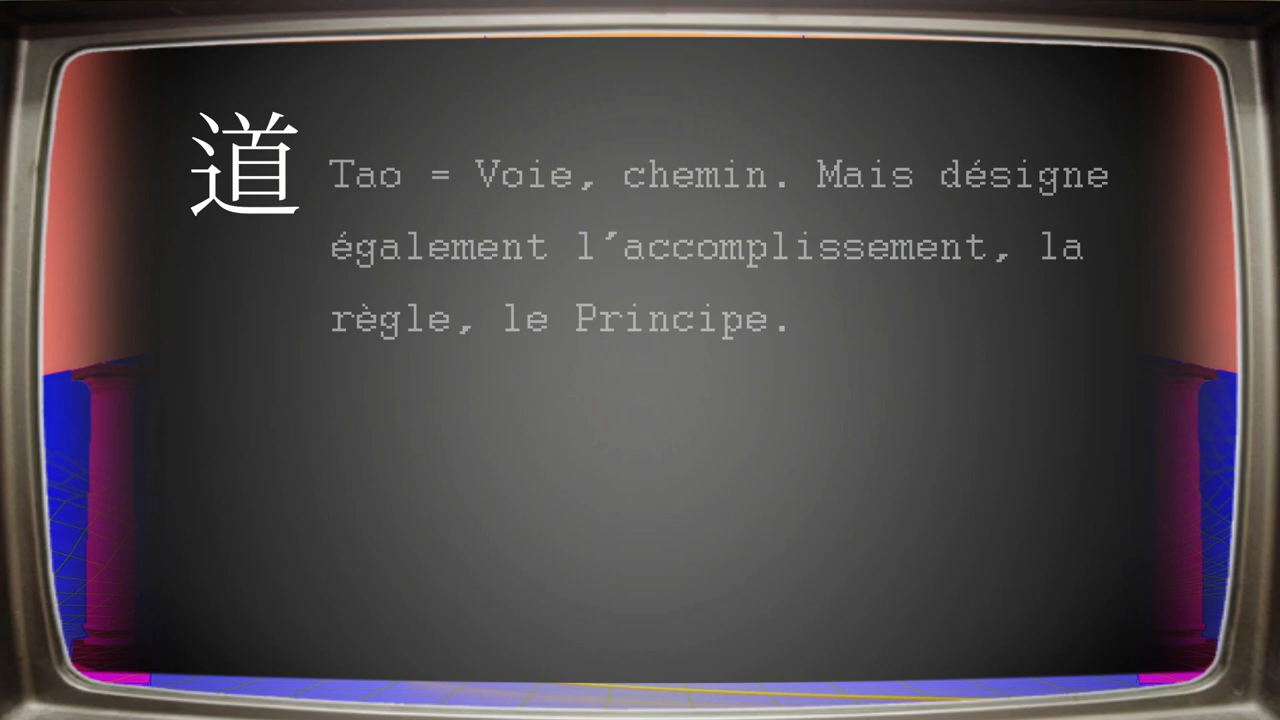 道
Tao = Voie, chemin. Mais désigne
également l'accomplissement, la
règle, le Principe.